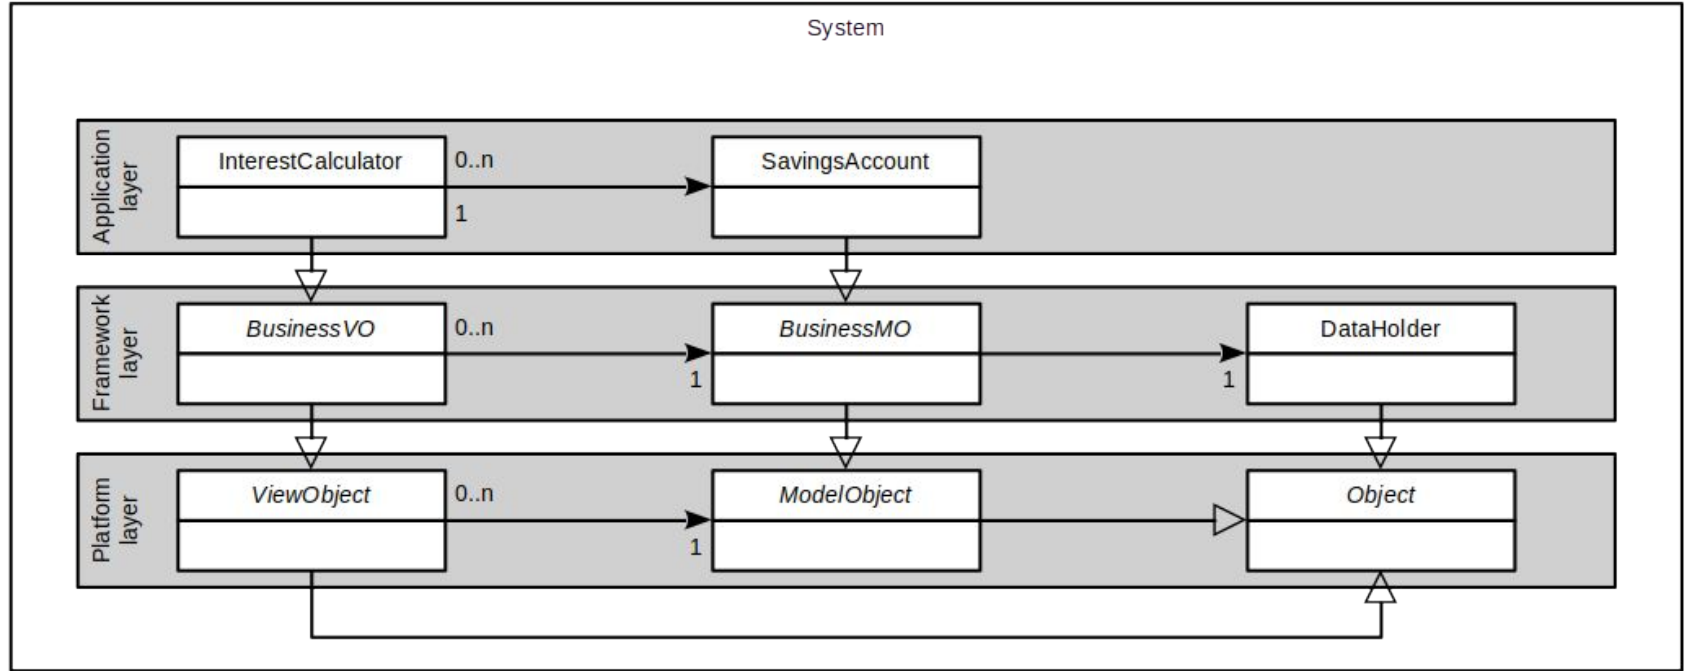 System
Application
layer
InterestCalculator
0..n
1
SavingsAccount
Framework
layer
BusinessVO
0..n
1
BusinessMO
1
DataHolder
Platform
layer
ViewObject
0..n
1
ModelObject
Object